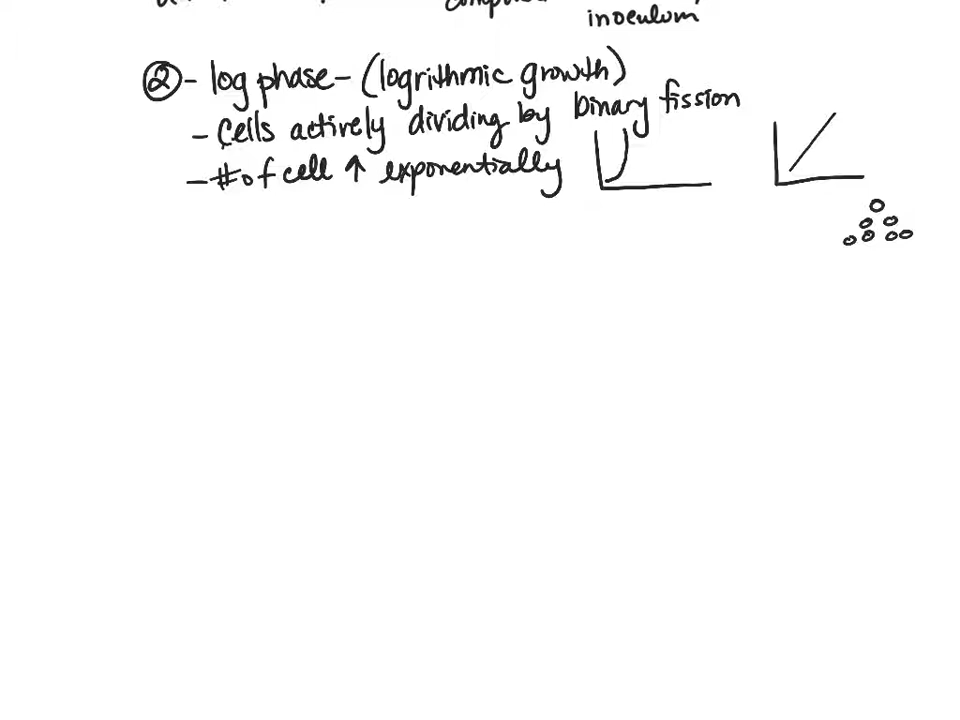 inoculum
② - log phase - (logrithmic growth)
- Cells actively dividing by binary fission
- # of cell ↑ exponentially